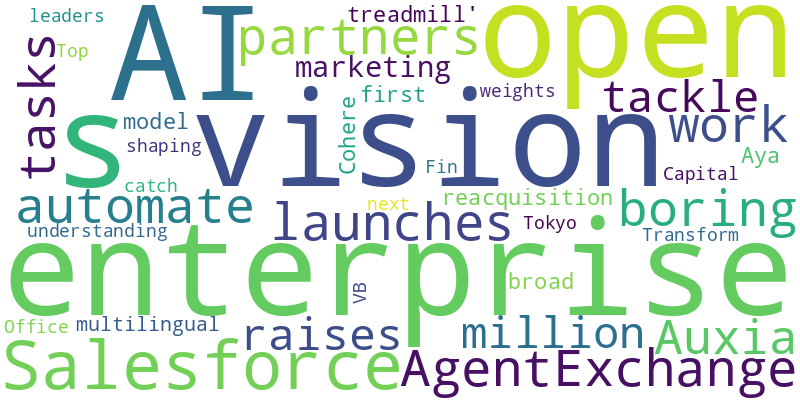 leaders
AI
partners
treadmill'
open
Top
tasks
marketing
model
s
vision
Cohere
first
weights
tackle
shaping
work
Fin
Aya
Capital
catch
automate
launches
next
reacquisition
boring
understanding
Tokyo
Transform
enterprise
VB
broad
Office
multilingual
raises
million
Auxia
Salesforce
AgentExchange